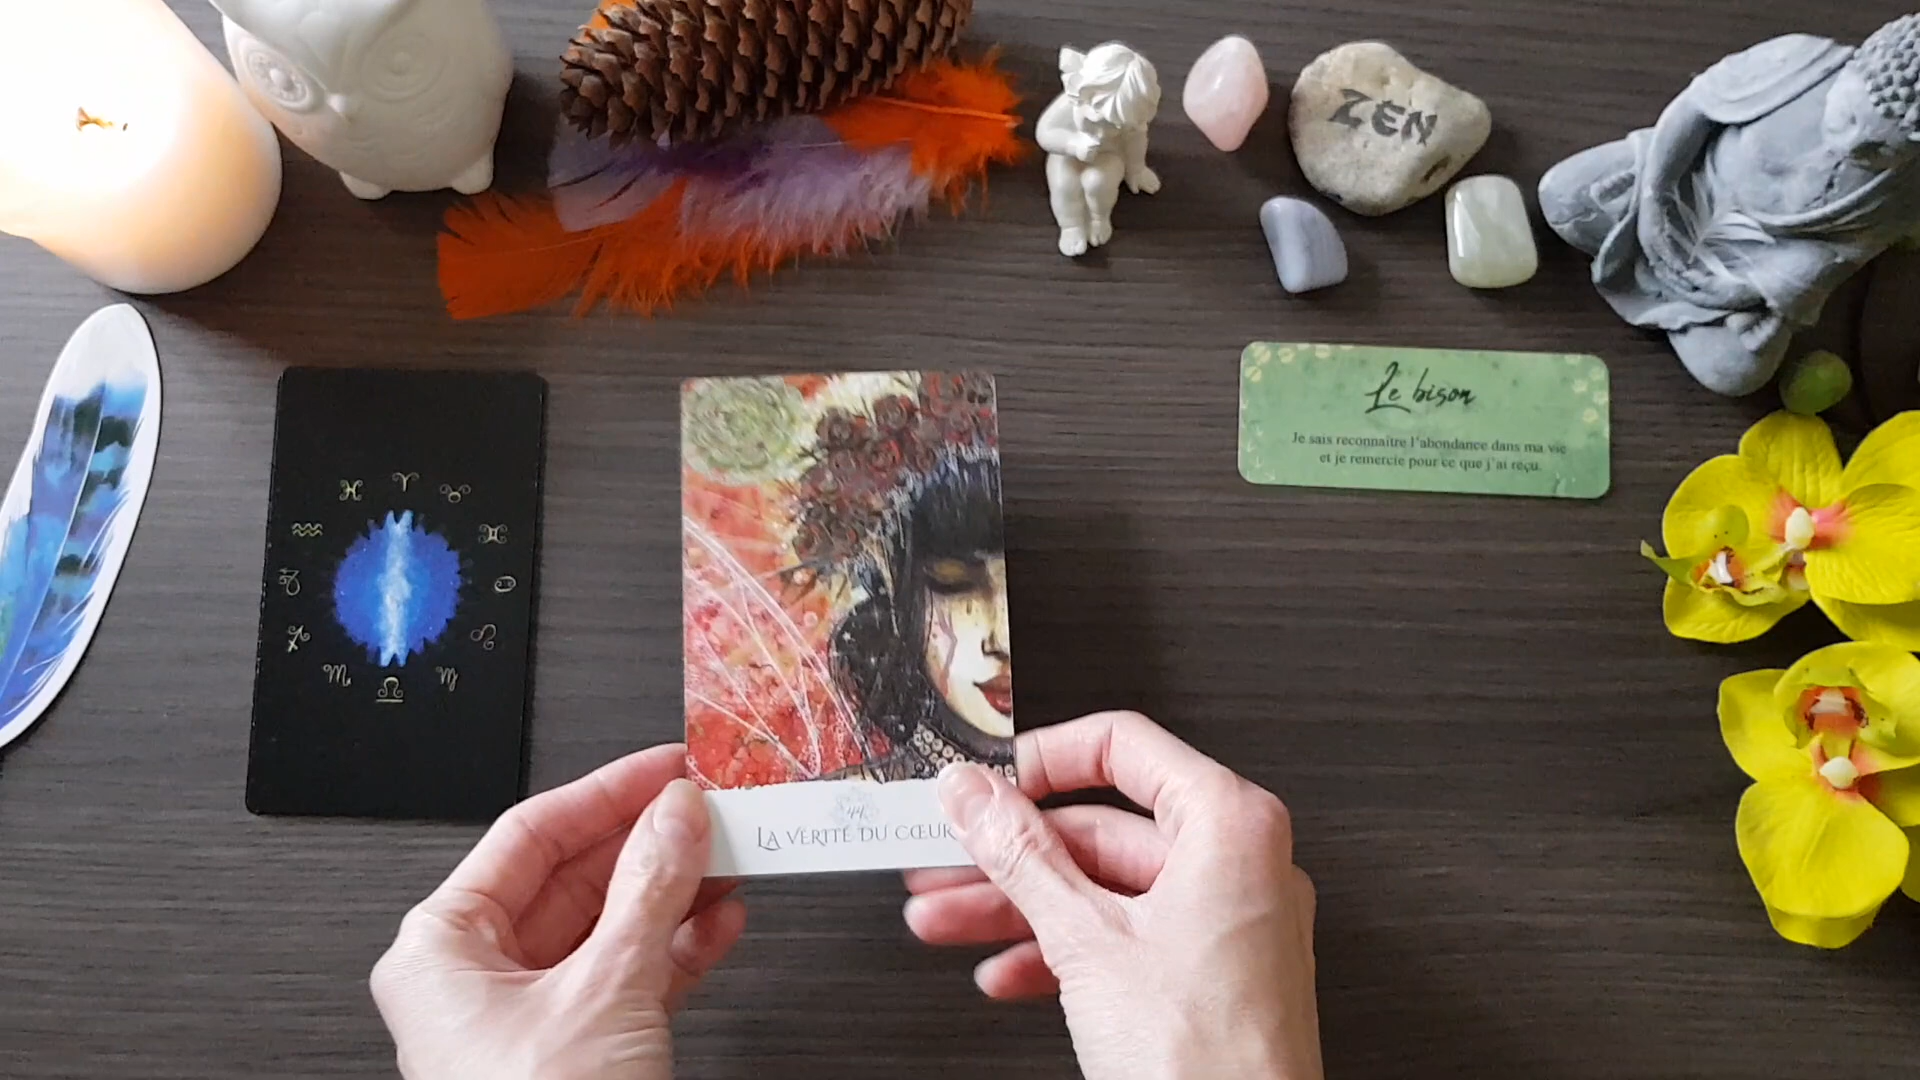 ZEN
Le bison
Je sais reconnaître l'abondance dans ma vie
et je remercie pour ce que j'ai reçu.
44
LA VÉRITÉ DU CŒUR